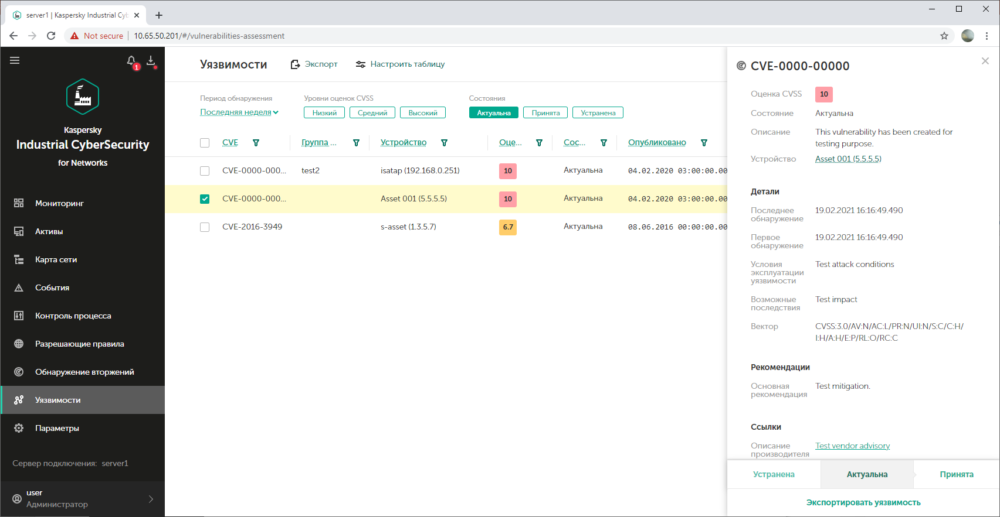 server1 | Kaspersky Industrial Cyb
Not secure
10.65.50.201/#/vulnerabilities-assessment
1
Kaspersky
Industrial CyberSecurity
for Networks
Мониторинг
Активы
Карта сети
События
Контроль процесса
Разрешающие правила
Обнаружение вторжений
Уязвимости
Параметры
Сервер подключения: server1
user
Администратор
Уязвимости
Экспорт
Настроить таблицу
Период обнаружения
Последняя неделя
Уровни оценок CVSS
Низкий Средний Высокий
Состояния
Актуальна Принята Устранена
CVE Группа ... Устройство Оце... Сос... Опубликовано
CVE-0000-000... test2 isatap (192.168.0.251) 10 Актуальна 04.02.2020 03:00:00.00
CVE-0000-000... Asset 001 (5.5.5.5) 10 Актуальна 04.02.2020 03:00:00.00
CVE-2016-3949 s-asset (1.3.5.7) 6.7 Актуальна 08.06.2016 00:00:00.00
CVE-0000-00000
Оценка CVSS 10
Состояние Актуальна
Описание This vulnerability has been created for
testing purpose.
Устройство Asset 001 (5.5.5.5)
Детали
Последнее 19.02.2021 16:16:49.490
обнаружение
Первое 19.02.2021 16:16:49.490
обнаружение
Условия Test attack conditions
эксплуатации
уязвимости
Возможные Test impact
последствия
Вектор CVSS:3.0/AV:N/AC:L/PR:N/UI:N/S:C/C:H/
I:H/A:H/E:P/RL:O/RC:C
Рекомендации
Основная Test mitigation.
рекомендация
Ссылки
Описание Test vendor advisory
производителя
Устранена Актуальна Принята
Экспортировать уязвимость